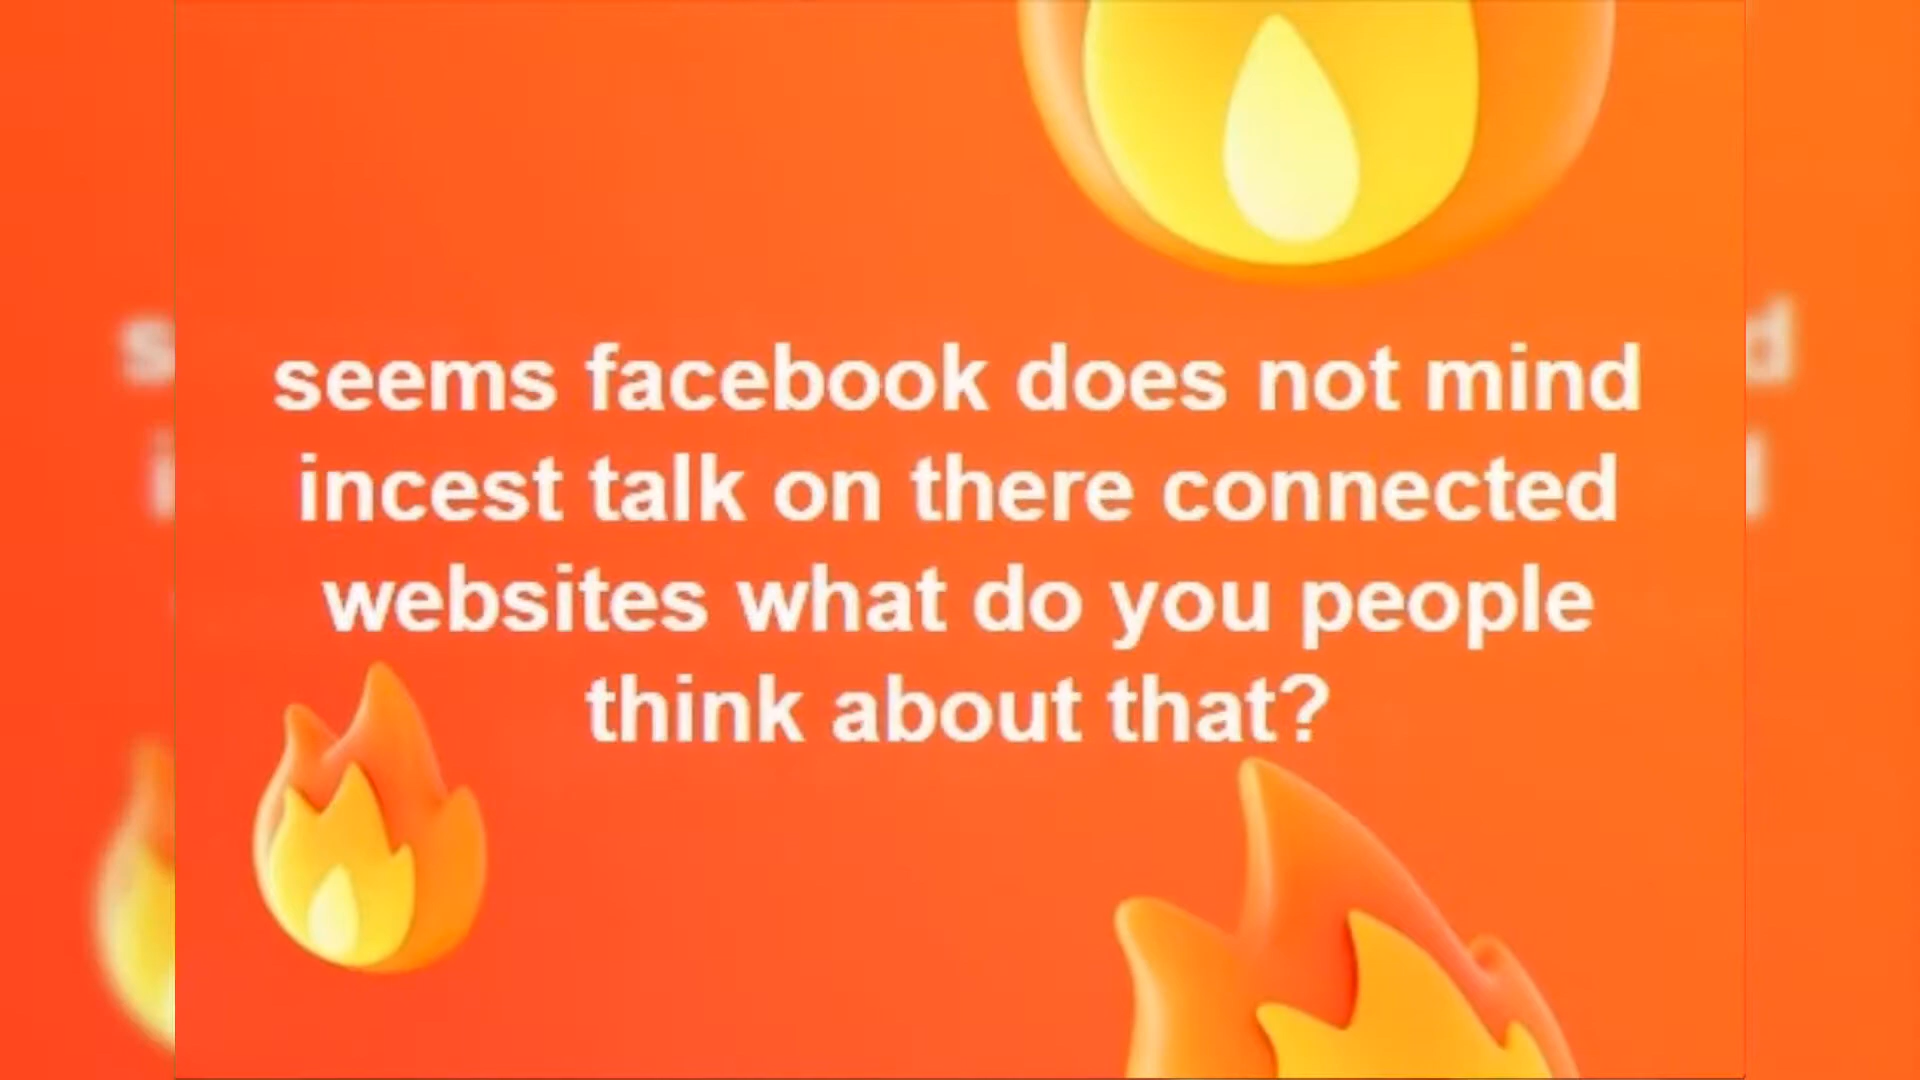 seems facebook does not mind
incest talk on there connected
websites what do you people
think about that?